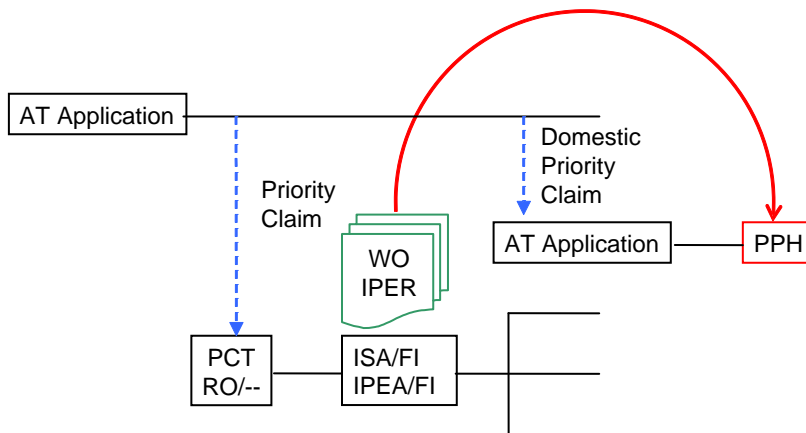 AT Application
Priority
Claim
Domestic
Priority
Claim
WO
IPER
AT Application
PPH
PCT
RO/--
ISA/FI
IPEA/FI